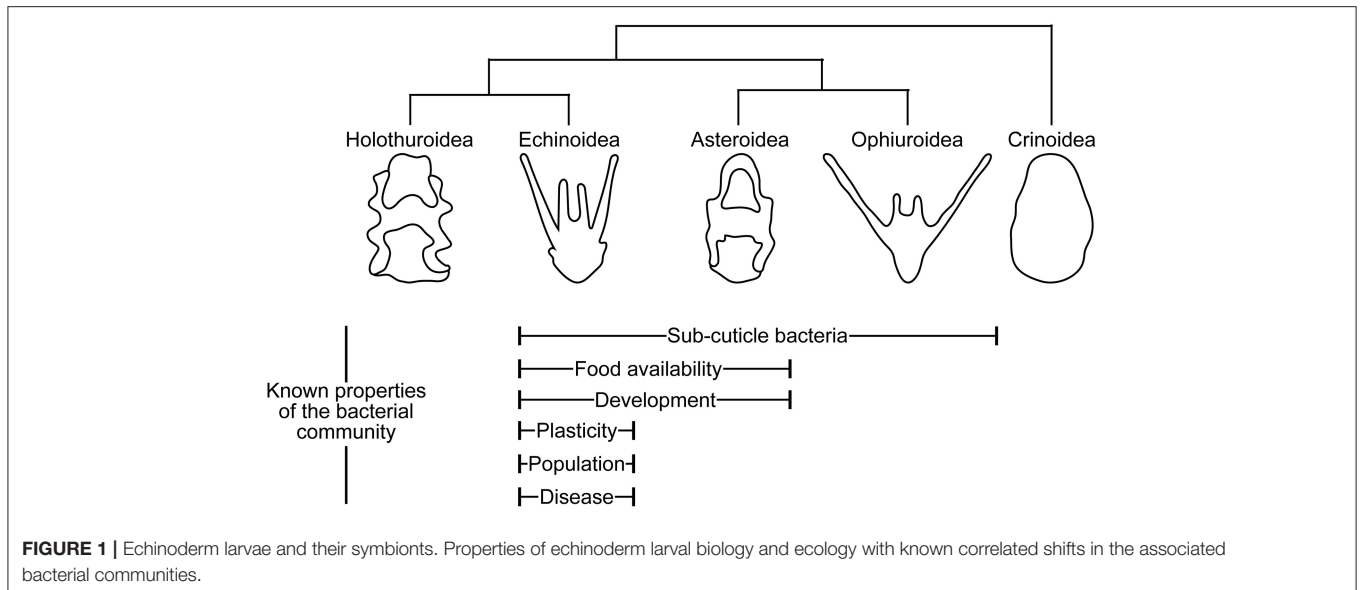 Holothuroidea Echinoidea Asteroidea Ophiuroidea Crinoidea
Sub-cuticle bacteria
Food availability
Development
Plasticity
Population
Disease
Known properties
of the bacterial
community
FIGURE 1 | Echinoderm larvae and their symbionts. Properties of echinoderm larval biology and ecology with known correlated shifts in the associated
bacterial communities.